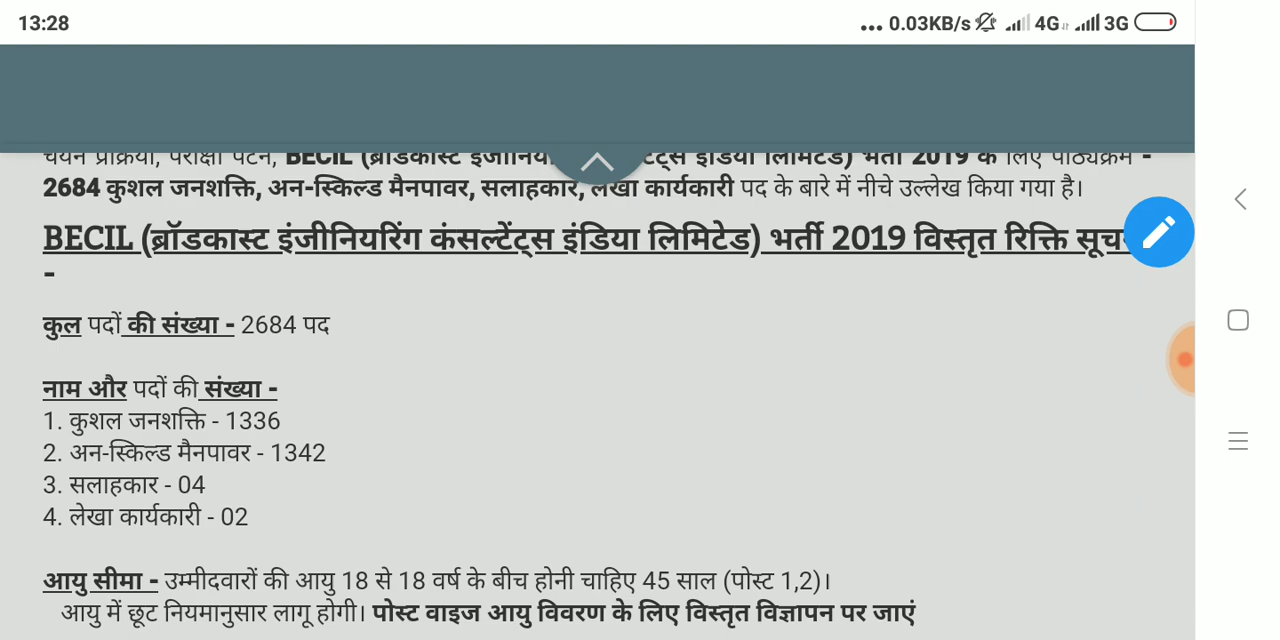 13:28
... 0.03KB/s 4G 3G
चयन प्रक्रिया, परीक्षा पैटर्न, BECIL (ब्रॉडकास्ट लिमिटेड) भर्ती 2019 के लिए पाठ्यक्रम -
2684 कुशल जनशक्ति, अन-स्किल्ड मैनपावर, सलाहकार, लेखा कार्यकारी पद के बारे में नीचे उल्लेख किया गया है।
BECIL (ब्रॉडकास्ट इंजीनियरिंग कंसल्टेंट्स इंडिया लिमिटेड) भर्ती 2019 विस्तृत रिक्ति
-
कुल पदों की संख्या - 2684 पद
नाम और पदों की संख्या -
1. कुशल जनशक्ति - 1336
2. अन-स्किल्ड मैनपावर - 1342
3. सलाहकार - 04
4. लेखा कार्यकारी - 02
आयु सीमा - उम्मीदवारों की आयु 18 से 18 वर्ष के बीच होनी चाहिए 45 साल (पोस्ट 1,2)।
आयु में छूट नियमानुसार लागू होगी। पोस्ट वाइज आयु विवरण के लिए विस्तृत विज्ञापन पर जाएं